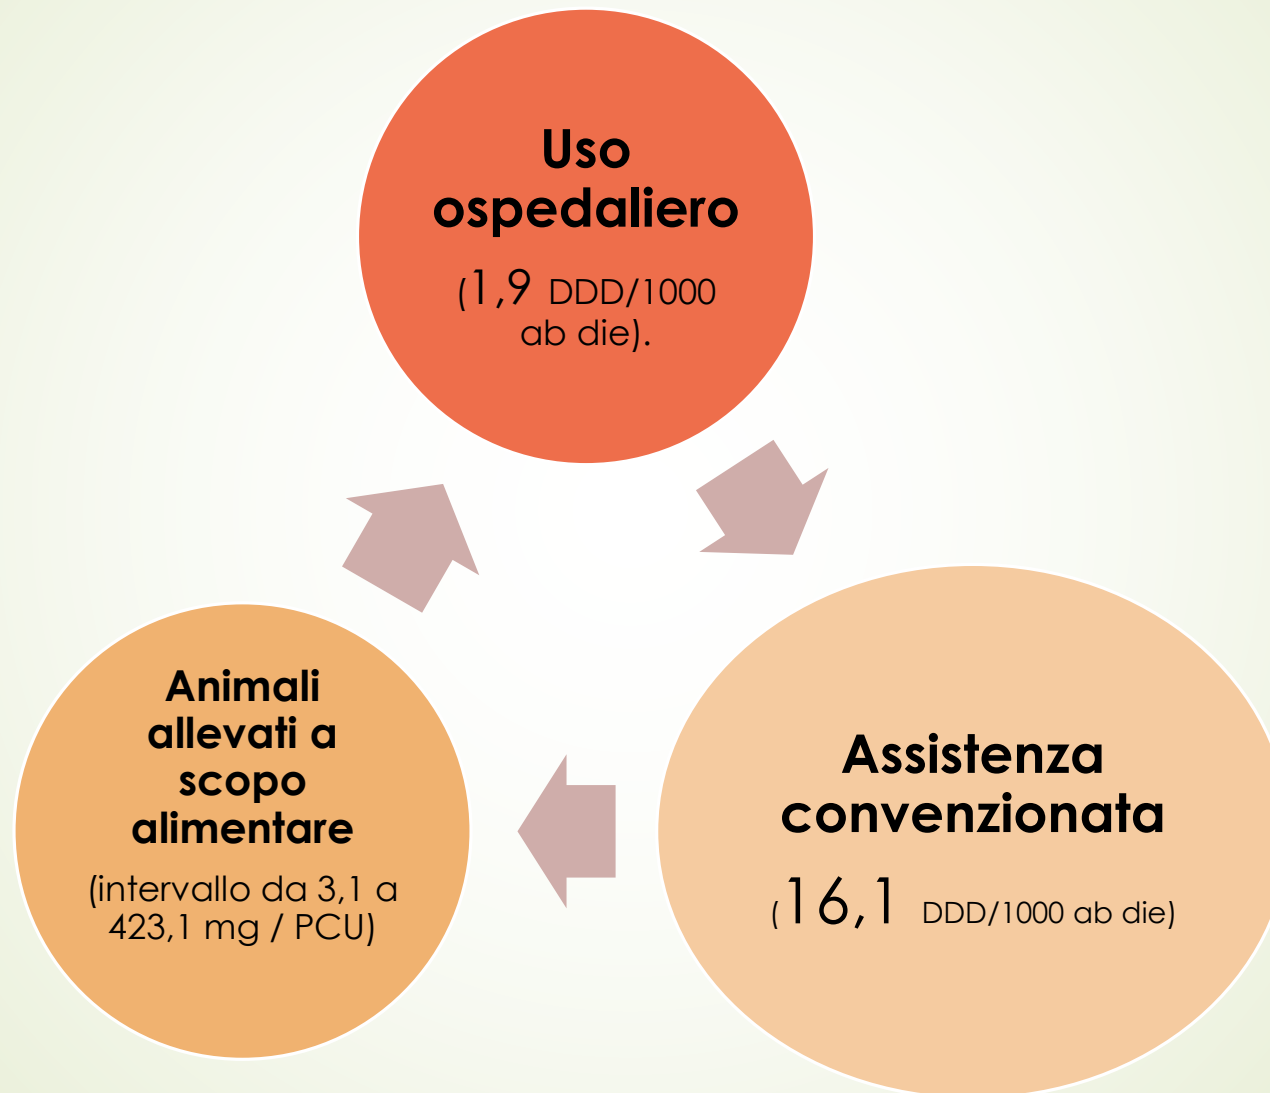 Uso
ospedaliero
(1,9 DDD/1000
ab die).
Assistenza
convenzionata
(16,1 DDD/1000 ab die)
Animali
allevati a
scopo
alimentare
(intervallo da 3,1 a
423,1 mg / PCU)